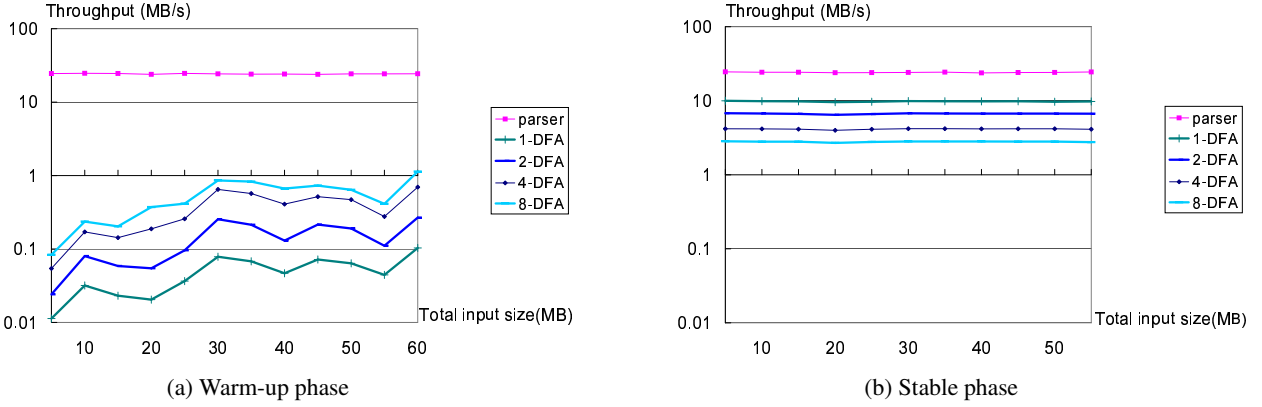 Throughput (MB/s)
100
10
1
0.1
0.01
10 20 30 40 50 60
Total input size(MB)
parser
1-DFA
2-DFA
4-DFA
8-DFA
(a) Warm-up phase
Throughput (MB/s)
100
10
1
0.1
0.01
10 20 30 40 50
Total input size(MB)
parser
1-DFA
2-DFA
4-DFA
8-DFA
(b) Stable phase